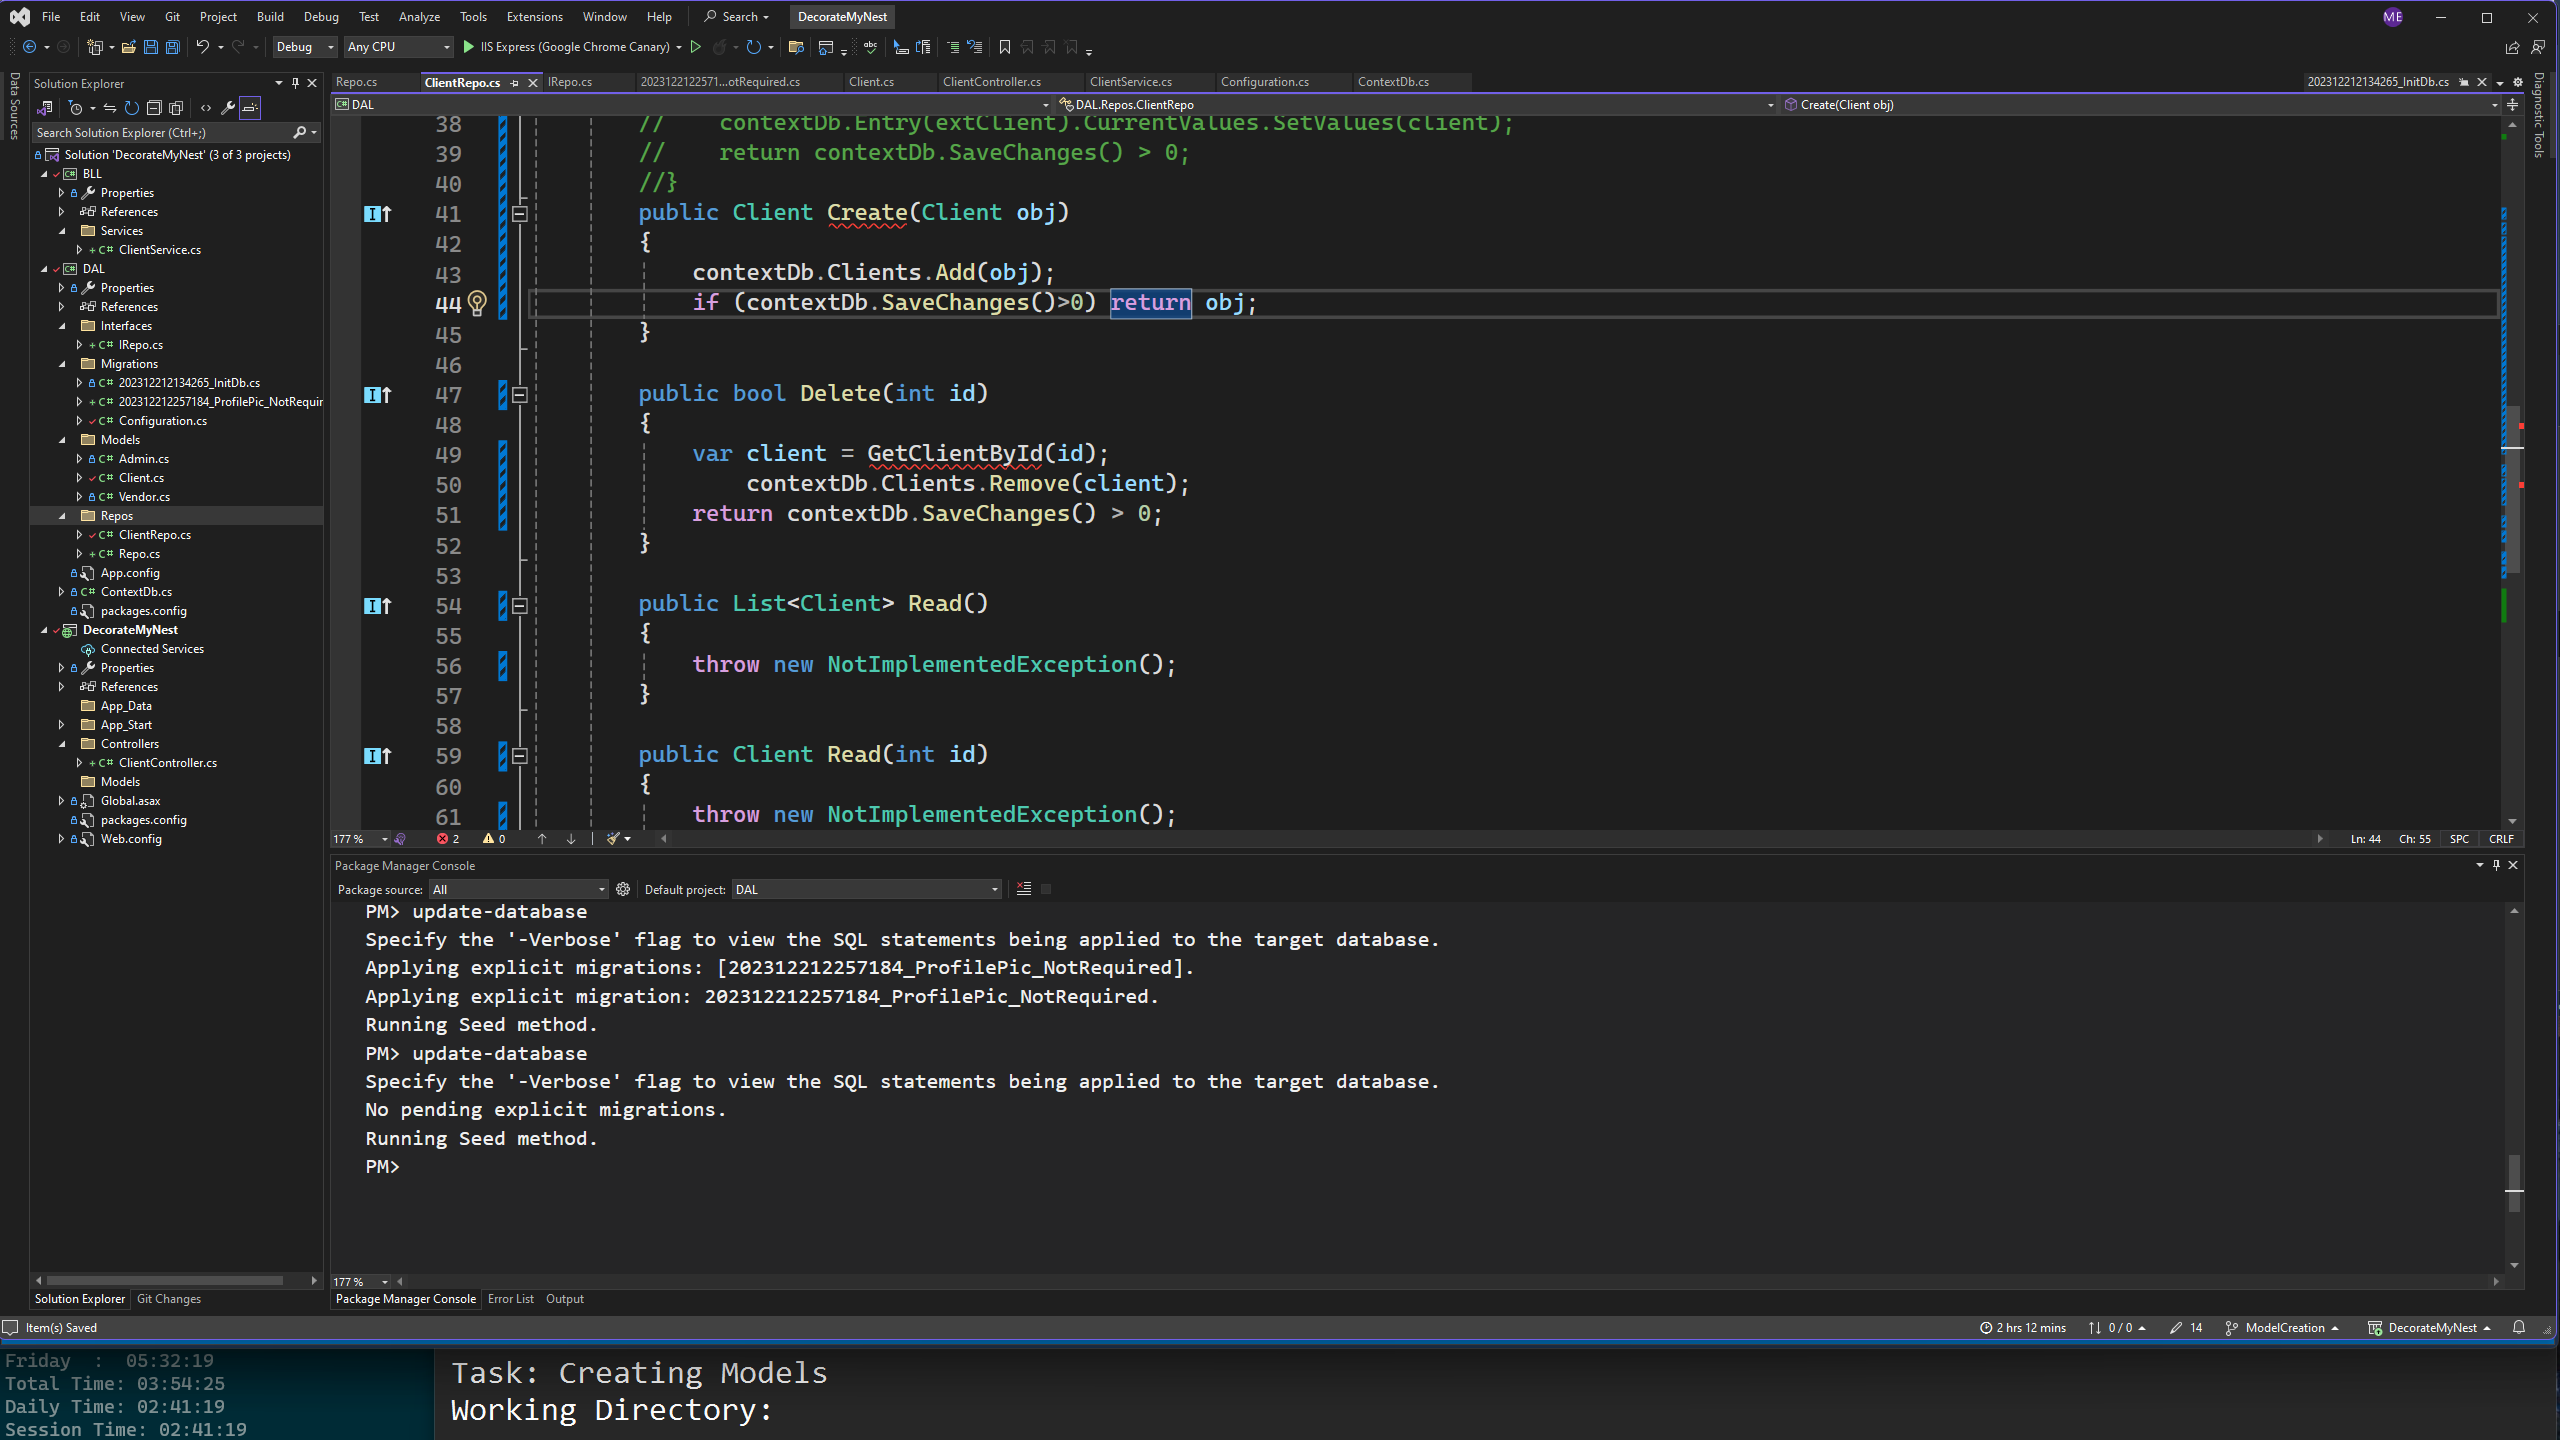 File Edit View Git Project Build Debug Test Analyze Tools Extensions Window Help Search DecorateMyNest ME
Debug Any CPU IIS Express (Google Chrome Canary)
Data Sources
Solution Explorer
Search Solution Explorer (Ctrl+;)
Solution 'DecorateMyNest' (3 of 3 projects)
BLL
Properties
References
Services
ClientService.cs
DAL
Properties
References
Interfaces
IRepo.cs
Migrations
202312212134265_InitDb.cs
202312212257184_ProfilePic_NotRequir
Configuration.cs
Models
Admin.cs
Client.cs
Vendor.cs
Repos
ClientRepo.cs
Repo.cs
App.config
ContextDb.cs
packages.config
DecorateMyNest
Connected Services
Properties
References
App_Data
App_Start
Controllers
ClientController.cs
Models
Global.asax
packages.config
Web.config
Solution Explorer Git Changes
Repo.cs ClientRepo.cs IRepo.cs 2023122122571...otRequired.cs Client.cs ClientController.cs ClientService.cs Configuration.cs ContextDb.cs 202312212134265_InitDb.cs
DAL DAL.Repos.ClientRepo Create(Client obj)
38 // contextDb.Entry(extClient).CurrentValues.SetValues(client);
39 // return contextDb.SaveChanges() > 0;
40 //}
41 public Client Create(Client obj)
42 {
43 contextDb.Clients.Add(obj);
44 if (contextDb.SaveChanges()>0) return obj;
45 }
46
47 public bool Delete(int id)
48 {
49 var client = GetClientById(id);
50 contextDb.Clients.Remove(client);
51 return contextDb.SaveChanges() > 0;
52 }
53
54 public List<Client> Read()
55 {
56 throw new NotImplementedException();
57 }
58
59 public Client Read(int id)
60 {
61 throw new NotImplementedException();
177 % 2 0 Ln: 44 Ch: 55 SPC CRLF
Diagnostic Tools
Package Manager Console
Package source: All Default project: DAL
PM> update-database
Specify the '-Verbose' flag to view the SQL statements being applied to the target database.
Applying explicit migrations: [202312212257184_ProfilePic_NotRequired].
Applying explicit migration: 202312212257184_ProfilePic_NotRequired.
Running Seed method.
PM> update-database
Specify the '-Verbose' flag to view the SQL statements being applied to the target database.
No pending explicit migrations.
Running Seed method.
PM>
177 %
Package Manager Console Error List Output
Item(s) Saved 2 hrs 12 mins 0 / 0 14 ModelCreation DecorateMyNest
Friday : 05:32:19
Total Time: 03:54:25
Daily Time: 02:41:19
Session Time: 02:41:19
Task: Creating Models
Working Directory: